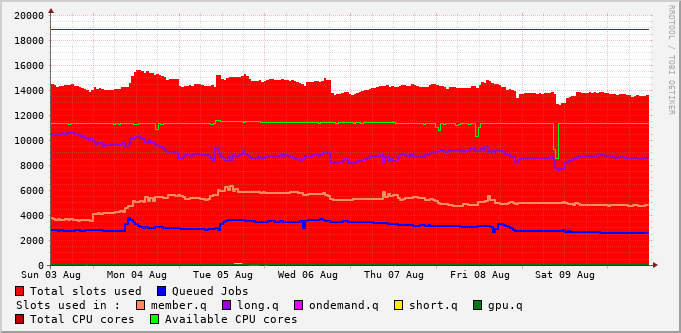 20000
18000
16000
14000
12000
10000
8000
6000
4000
2000
0
Sun 03 Aug Mon 04 Aug Tue 05 Aug Wed 06 Aug Thu 07 Aug Fri 08 Aug Sat 09 Aug
Total slots used Queued Jobs
Slots used in : member.q long.q ondemand.q short.q gpu.q
Total CPU cores Available CPU cores
RRDTOOL / TOBI OETIKER